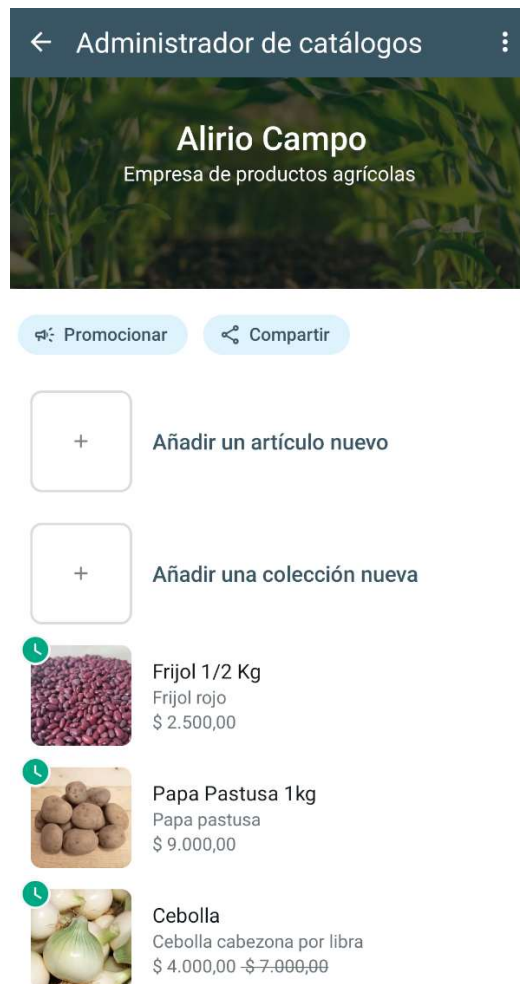 Administrador de catálogos
Alirio Campo
Empresa de productos agrícolas
Promocionar
Compartir
Añadir un artículo nuevo
Añadir una colección nueva
Frijol 1/2 Kg
Frijol rojo
$ 2.500,00
Papa Pastusa 1kg
Papa pastusa
$ 9.000,00
Cebolla
Cebolla cabezona por libra
$ 4.000,00 $ 7.000,00